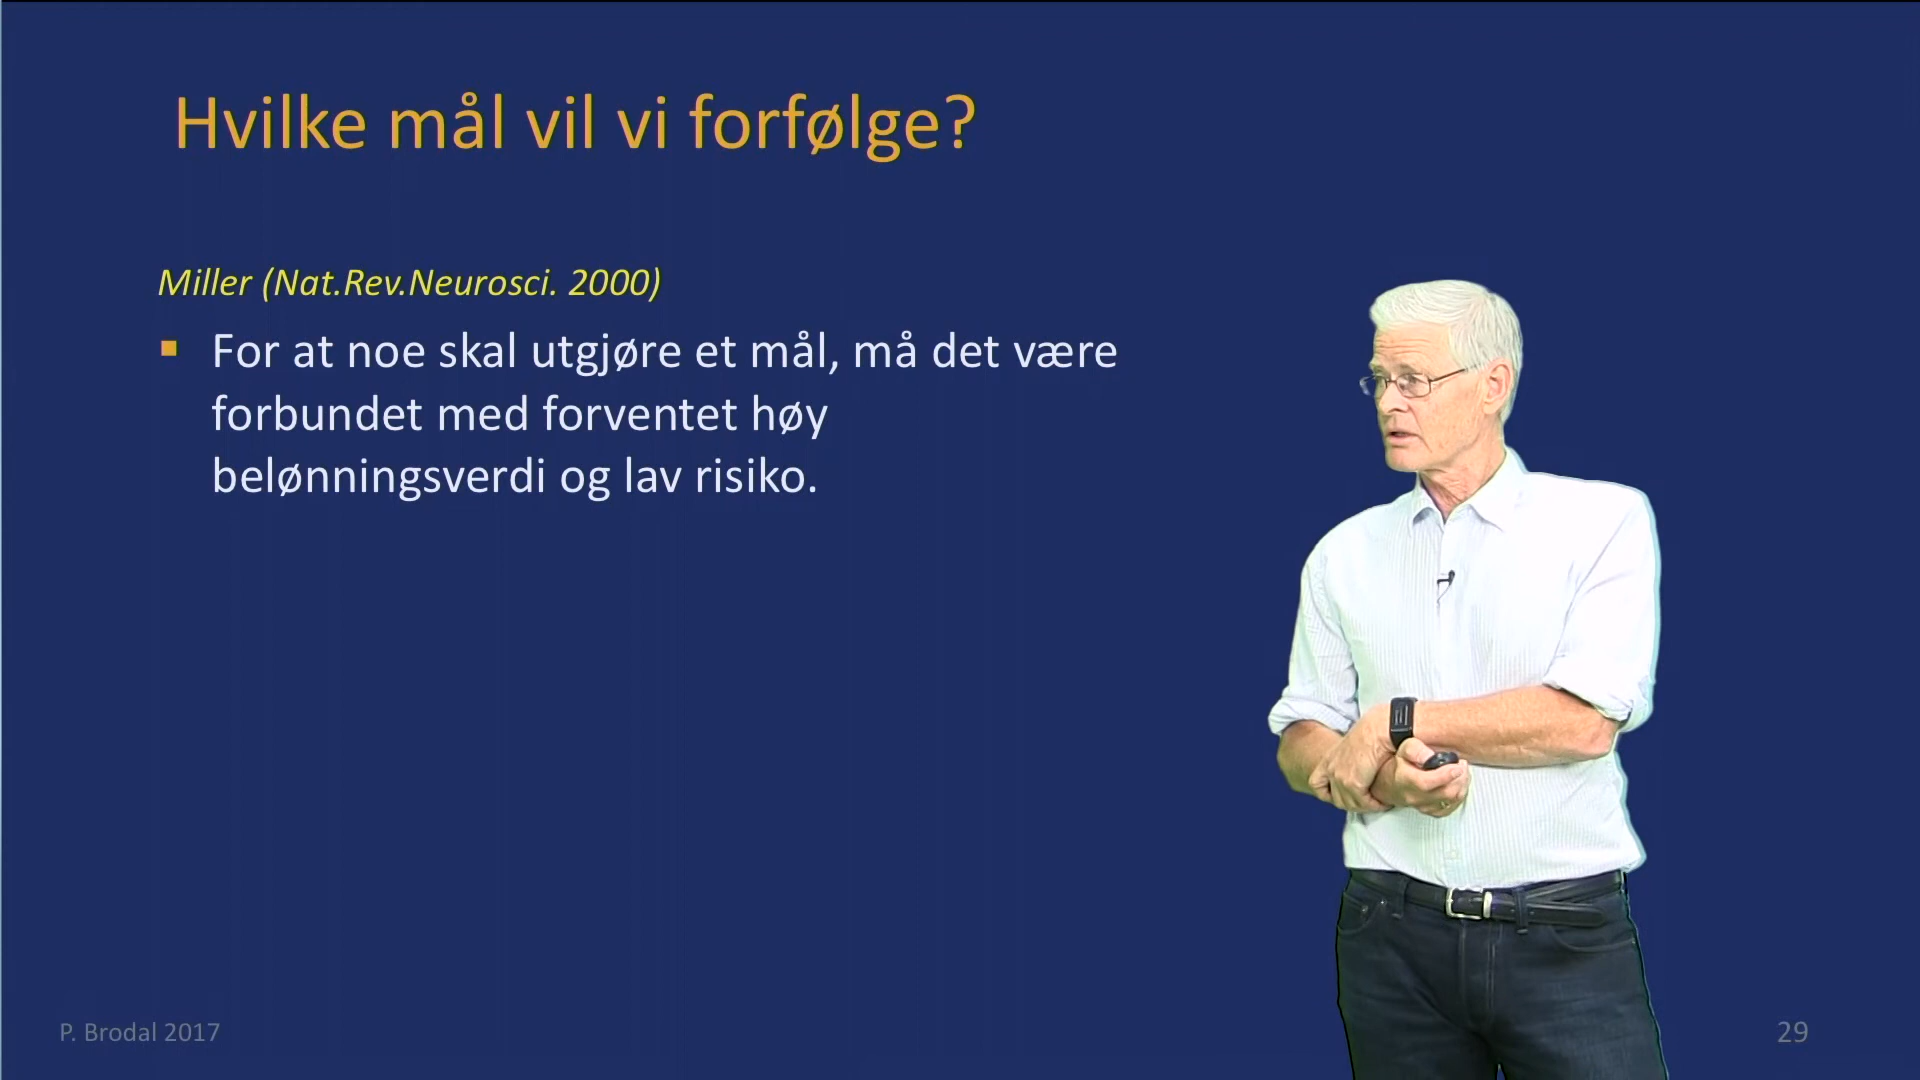 Hvilke mål vil vi forfølge?
Miller (Nat.Rev.Neurosci. 2000)
▪ For at noe skal utgjøre et mål, må det være
forbundet med forventet høy
belønningsverdi og lav risiko.
P. Brodal 2017
29